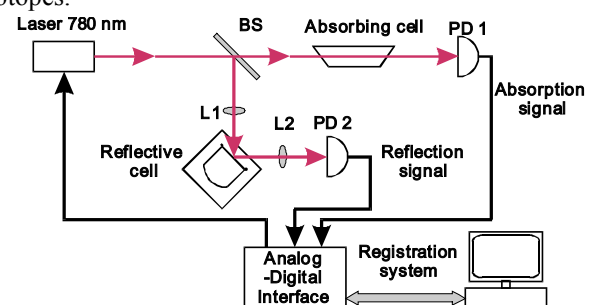 otopes.
Laser 780 nm
BS
Absorbing cell
PD 1
Absorption
signal
L1
L2
PD 2
Reflective
cell
Reflection
signal
Analog
-Digital
Interface
Registration
system